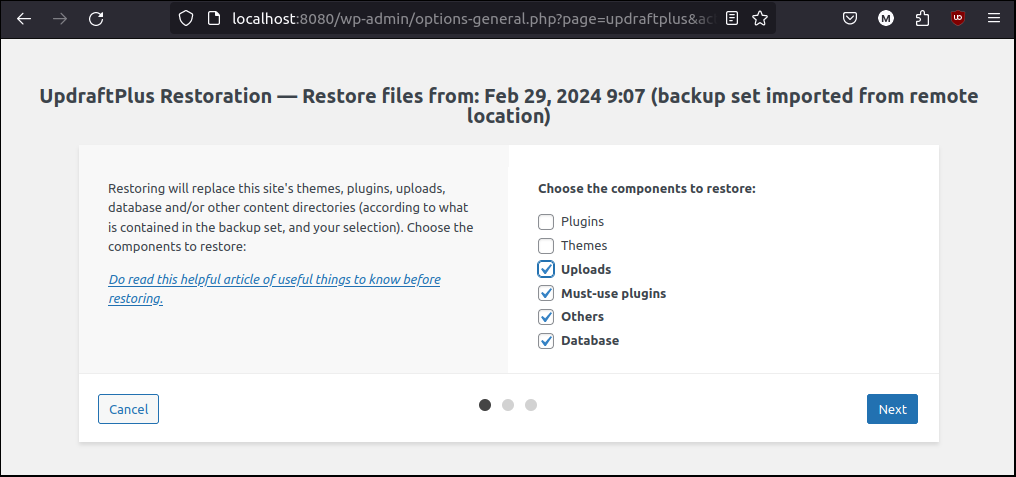 localhost:8080/wp-admin/options-general.php?page=updraftplus&ac
M
UD
UpdraftPlus Restoration — Restore files from: Feb 29, 2024 9:07 (backup set imported from remote
location)
Restoring will replace this site's themes, plugins, uploads,
database and/or other content directories (according to what
is contained in the backup set, and your selection). Choose the
components to restore:
Do read this helpful article of useful things to know before
restoring.
Choose the components to restore:
Plugins
Themes
Uploads
Must-use plugins
Others
Database
Cancel
Next